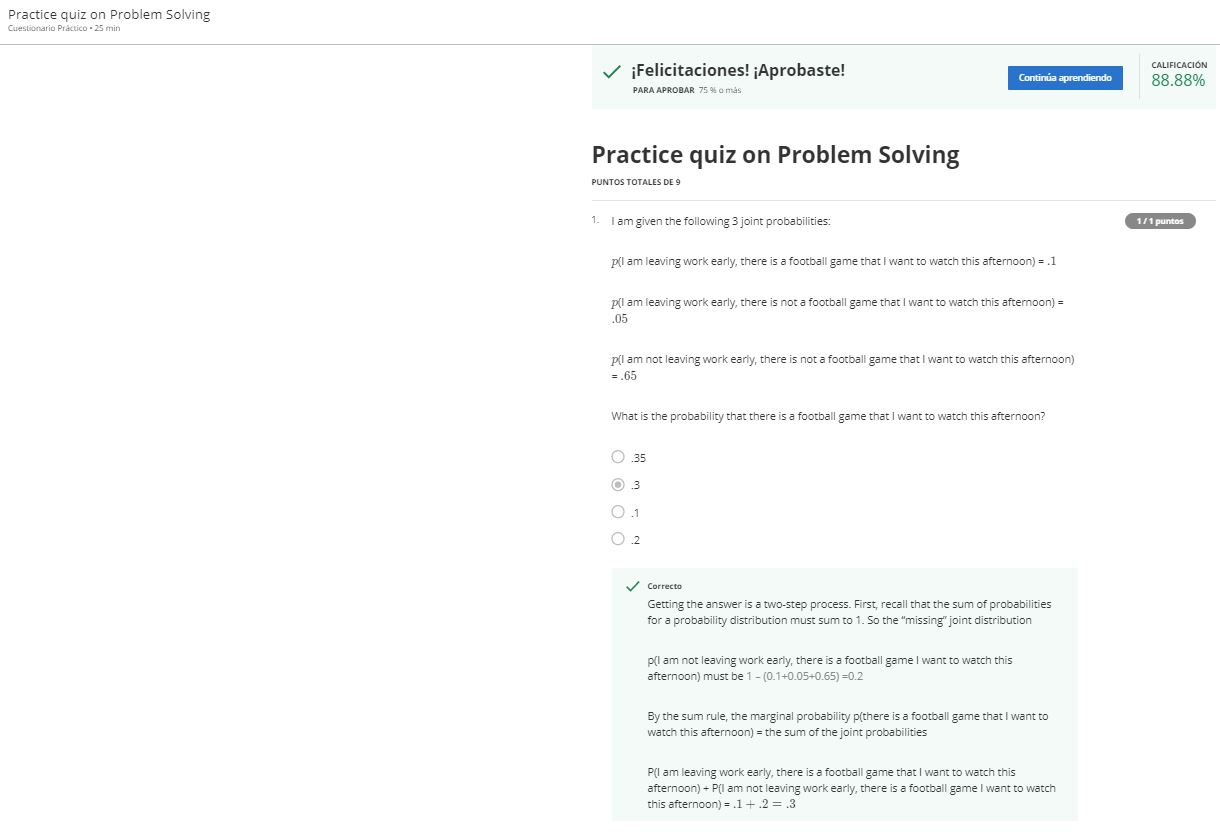 Practice quiz on Problem Solving
Cuestionario Práctico • 25 min
¡Felicitaciones! ¡Aprobaste!
PARA APROBAR 75 % o más
Continúa aprendiendo
CALIFICACIÓN
88.88%
Practice quiz on Problem Solving
PUNTOS TOTALES DE 9
1. I am given the following 3 joint probabilities:
1 / 1 puntos
p(I am leaving work early, there is a football game that I want to watch this afternoon) = .1
p(I am leaving work early, there is not a football game that I want to watch this afternoon) =
.05
p(I am not leaving work early, there is not a football game that I want to watch this afternoon)
= .65
What is the probability that there is a football game that I want to watch this afternoon?
.35
.3
.1
.2
Correcto
Getting the answer is a two-step process. First, recall that the sum of probabilities
for a probability distribution must sum to 1. So the “missing” joint distribution
p(I am not leaving work early, there is a football game I want to watch this
afternoon) must be 1 – (0.1+0.05+0.65) =0.2
By the sum rule, the marginal probability p(there is a football game that I want to
watch this afternoon) = the sum of the joint probabilities
P(I am leaving work early, there is a football game that I want to watch this
afternoon) + P(I am not leaving work early, there is a football game I want to watch
this afternoon) = .1 + .2 = .3